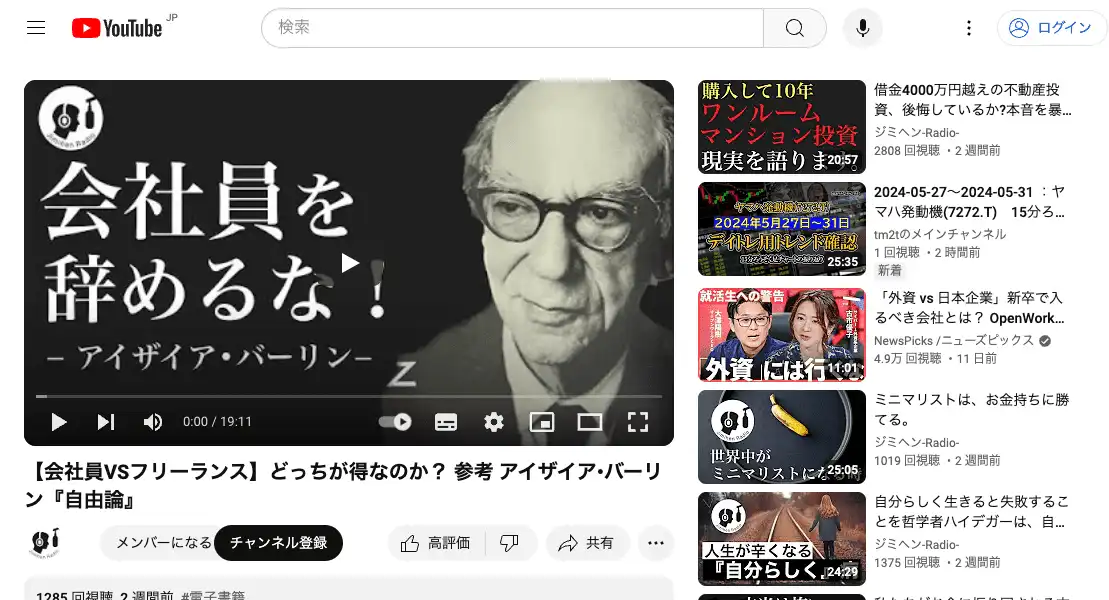 YouTube JP
検索
ログイン
Jimihen Radio
会社員を
辞めるな！
– アイザイア・バーリン–
0:00 / 19:11
【会社員VSフリーランス】どっちが得なのか？ 参考 アイザイア・バーリ
ン『自由論』
メンバーになる
チャンネル登録
高評価
共有
1285 回視聴 2 週間前 #電子書籍
購入して10年
ワンルーム
マンション投資
現実を語ります。
20:57
借金4000万円越えの不動産投
資、後悔しているか?本音を暴...
ジミヘン-Radio-
2808 回視聴 ・2 週間前
2024年5月27日～31日
デイトレ用トレンド確認
25:35
2024-05-27～2024-05-31 ：ヤ
マハ発動機(7272.T) 15分ろ...
tm2tのメインチャンネル
1 回視聴 ・2 時間前
新着
就活生への警告
「外資」には行くな
11:01
「外資 vs 日本企業」新卒で入
るべき会社とは？ OpenWork...
NewsPicks /ニューズピックス
4.9万 回視聴 ・11 日前
世界中が
ミニマリストになる時
25:05
ミニマリストは、お金持ちに勝
てる。
ジミヘン-Radio-
1019 回視聴 ・2 週間前
人生が辛くなる
『自分らしく』
24:29
自分らしく生きると失敗するこ
とを哲学者ハイデガーは、自...
ジミヘン-Radio-
1375 回視聴 ・2 週間前